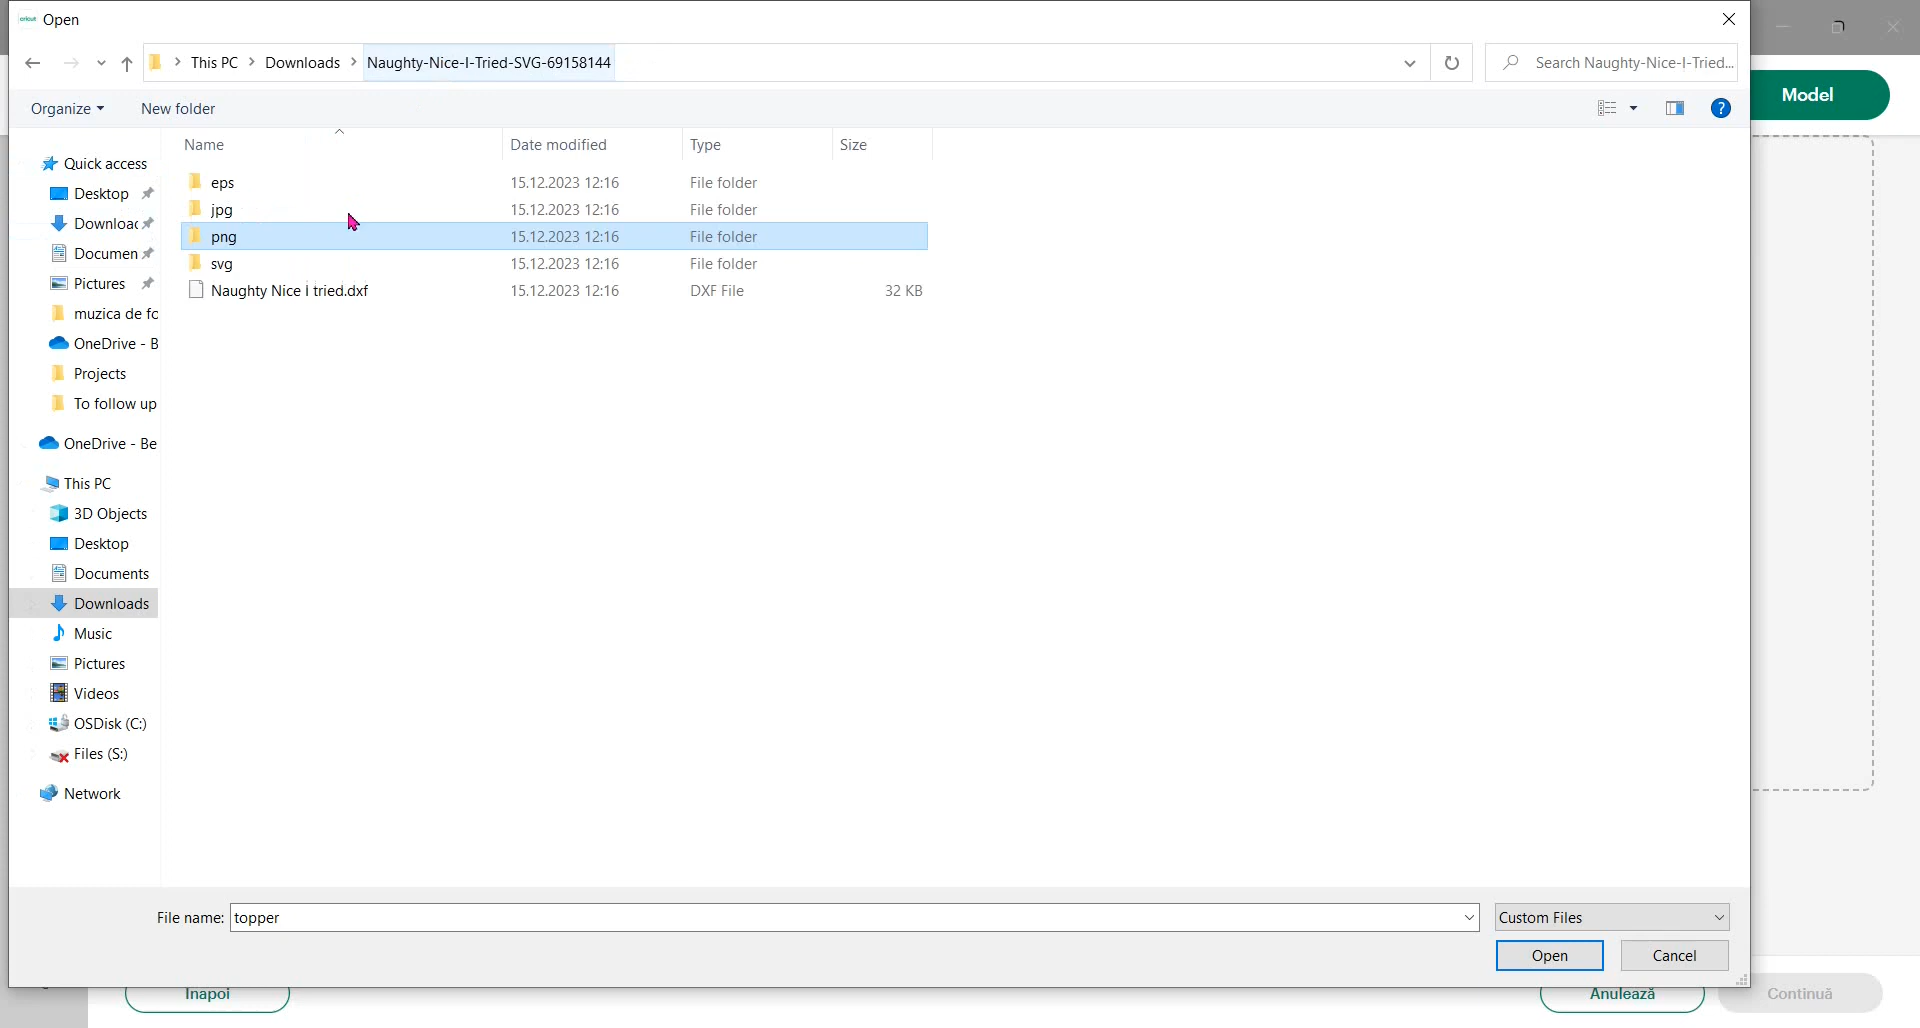 cricut Open
This PC > Downloads > Naughty-Nice-I-Tried-SVG-69158144
Search Naughty-Nice-I-Tried...
Model
Organize
New folder
Name Date modified Type Size
Quick access
Desktop
Downloac
Documen
Pictures
muzica de fo
OneDrive - B
Projects
To follow up
OneDrive - Be
This PC
3D Objects
Desktop
Documents
Downloads
Music
Pictures
Videos
OSDisk (C:)
Files (S:)
Network
eps 15.12.2023 12:16 File folder
jpg 15.12.2023 12:16 File folder
png 15.12.2023 12:16 File folder
svg 15.12.2023 12:16 File folder
Naughty Nice I tried.dxf 15.12.2023 12:16 DXF File 32 KB
File name: topper
Custom Files
Open
Cancel
Inapoi
Anulează
Continuă